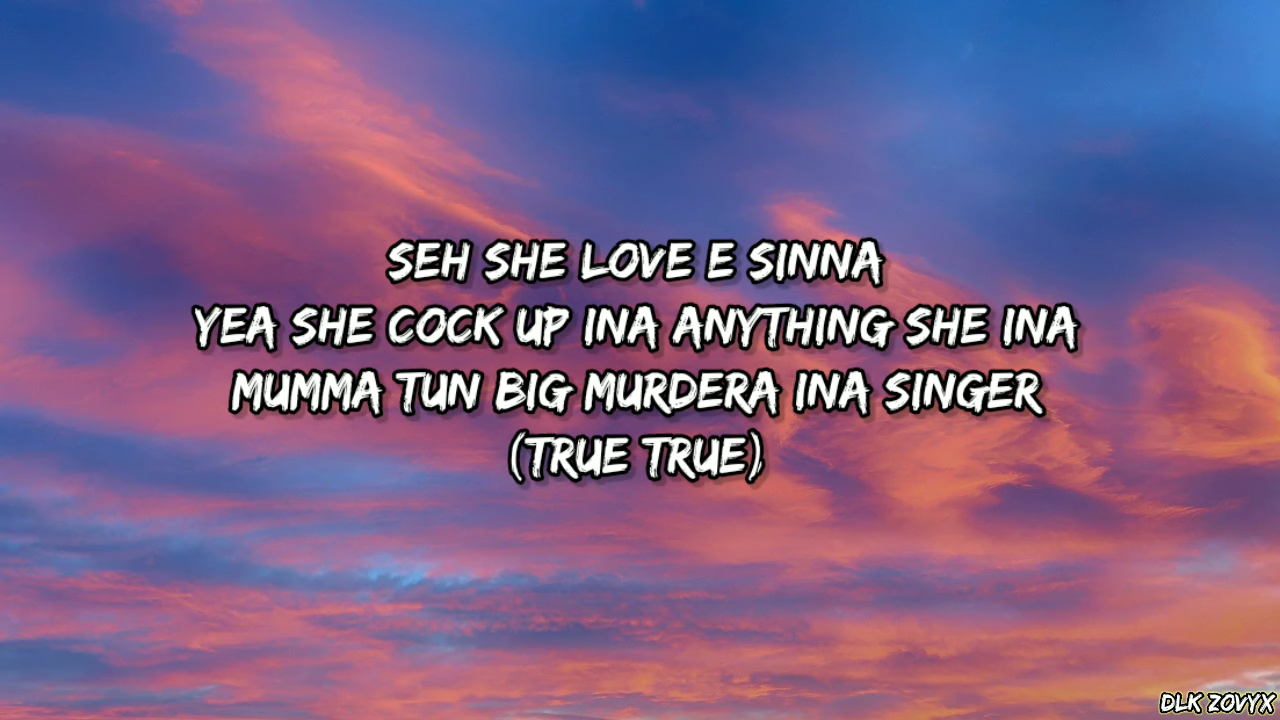 SEH SHE LOVE E SINNA
YEA SHE COCK UP INA ANYTHING SHE INA
MUMMA TUN BIG MURDERA INA SINGER
(TRUE TRUE)
DLK ZOVYX